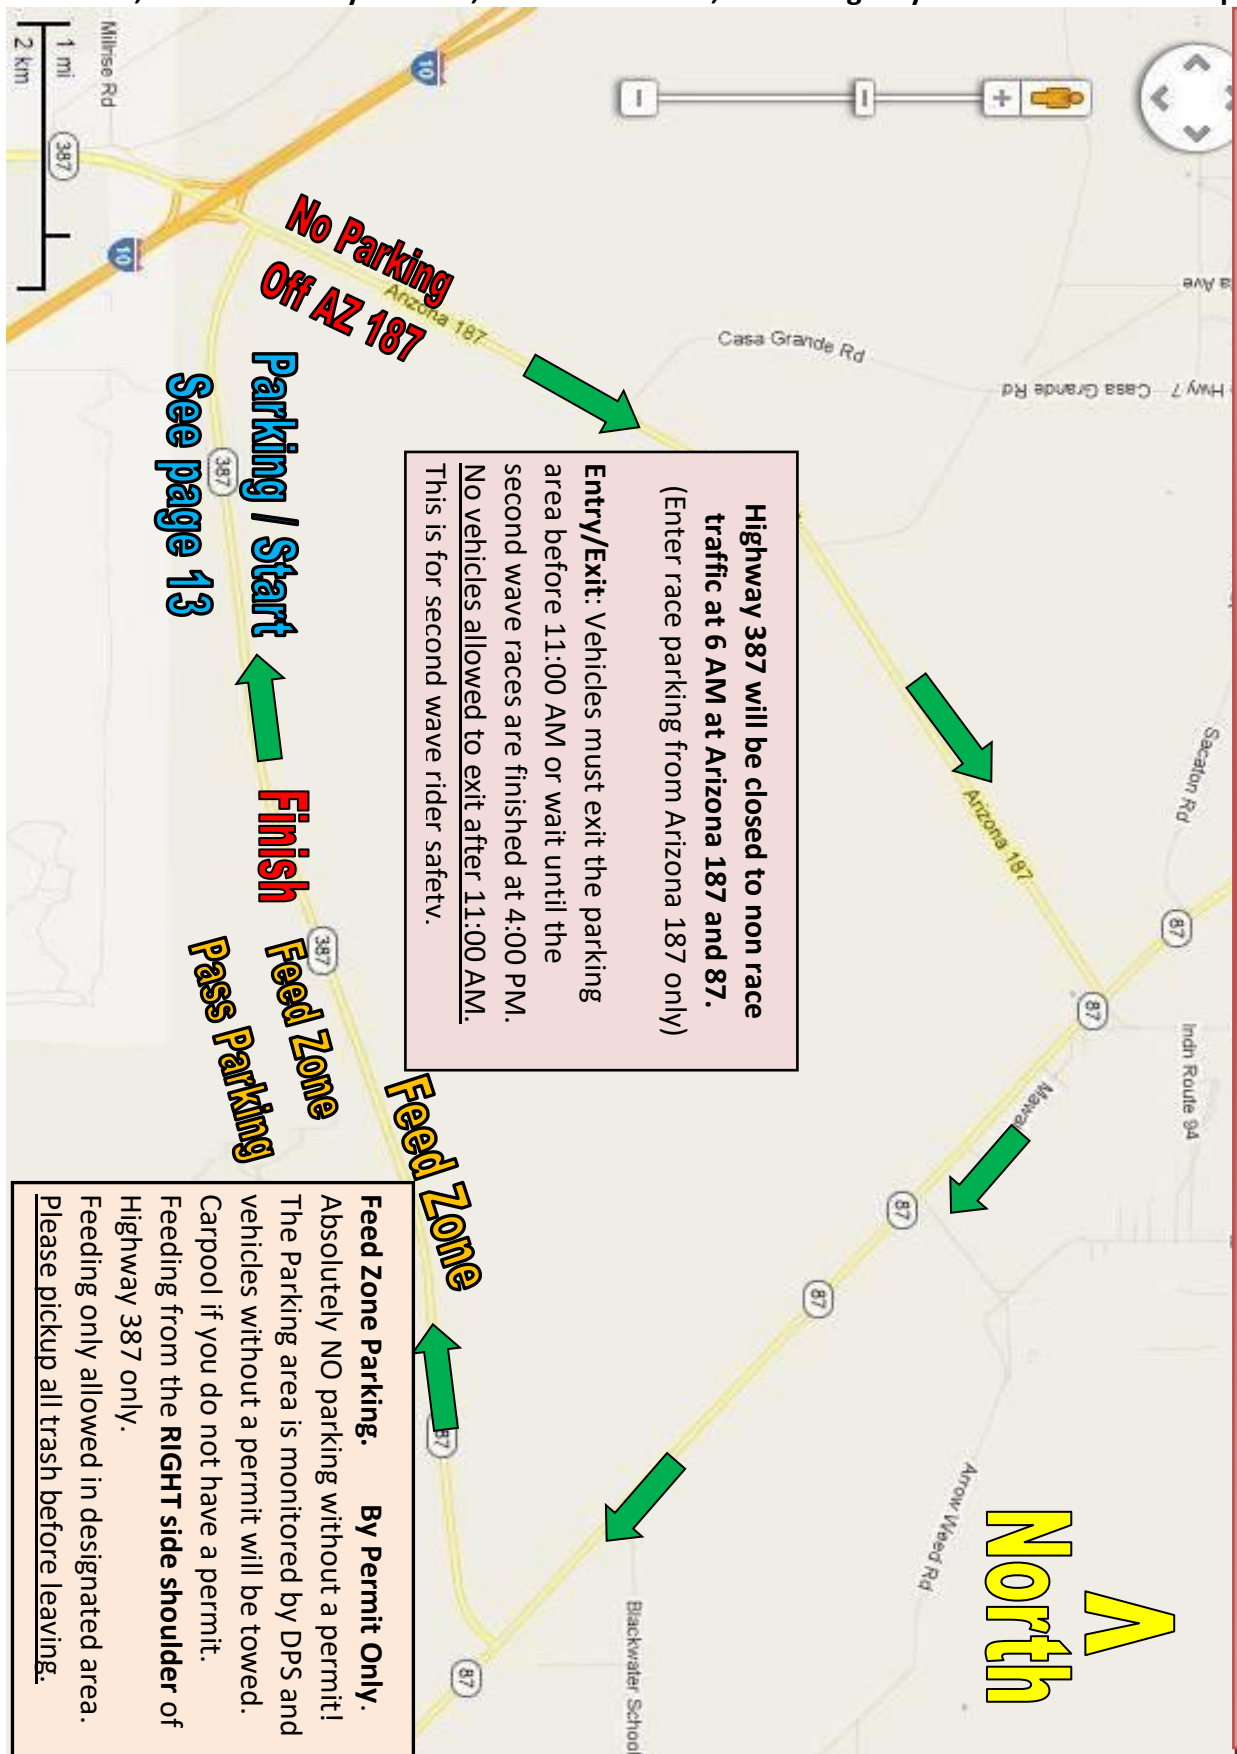 Millrise Rd
1 mi
2 km
387
10
10
No Parking
Off AZ 187
Arizona 187
Casa Grande Rd
a Ave
Hwy 7
Casa Grande Rd
Parking / Start
See page 13
387
Highway 387 will be closed to non race
traffic at 6 AM at Arizona 187 and 87.
(Enter race parking from Arizona 187 only)
Entry/Exit: Vehicles must exit the parking
area before 11:00 AM or wait until the
second wave races are finished at 4:00 PM.
No vehicles allowed to exit after 11:00 AM.
This is for second wave rider safety.
Sacaton Rd
Arizona 187
87
87
Indn Route 94
Mawa
Finish
387
Feed Zone
Pass Parking
Feed Zone
87
87
87
Arrow Weed Rd
Blackwater School
87
North
Feed Zone Parking. By Permit Only.
Absolutely NO parking without a permit!
The Parking area is monitored by DPS and
vehicles without a permit will be towed.
Carpool if you do not have a permit.
Feeding from the RIGHT side shoulder of
Highway 387 only.
Feeding only allowed in designated area.
Please pickup all trash before leaving.